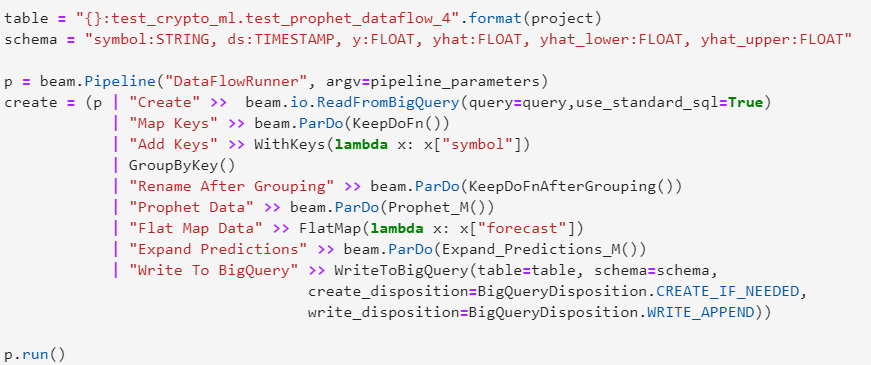 table = "{}:test_crypto_ml.test_prophet_dataflow_4".format(project)
schema = "symbol:STRING, ds:TIMESTAMP, y:FLOAT, yhat:FLOAT, yhat_lower:FLOAT, yhat_upper:FLOAT"

p = beam.Pipeline("DataFlowRunner", argv=pipeline_parameters)
create = (p | "Create" >>  beam.io.ReadFromBigQuery(query=query,use_standard_sql=True)
            | "Map Keys" >> beam.ParDo(KeepDoFn())
            | "Add Keys" >> WithKeys(lambda x: x["symbol"])
            | GroupByKey()
            | "Rename After Grouping" >> beam.ParDo(KeepDoFnAfterGrouping())
            | "Prophet Data" >> beam.ParDo(Prophet_M())
            | "Flat Map Data" >> FlatMap(lambda x: x["forecast"])
            | "Expand Predictions" >> beam.ParDo(Expand_Predictions_M())
            | "Write To BigQuery" >> WriteToBigQuery(table=table, schema=schema,
                                  create_disposition=BigQueryDisposition.CREATE_IF_NEEDED,
                                  write_disposition=BigQueryDisposition.WRITE_APPEND))

p.run()